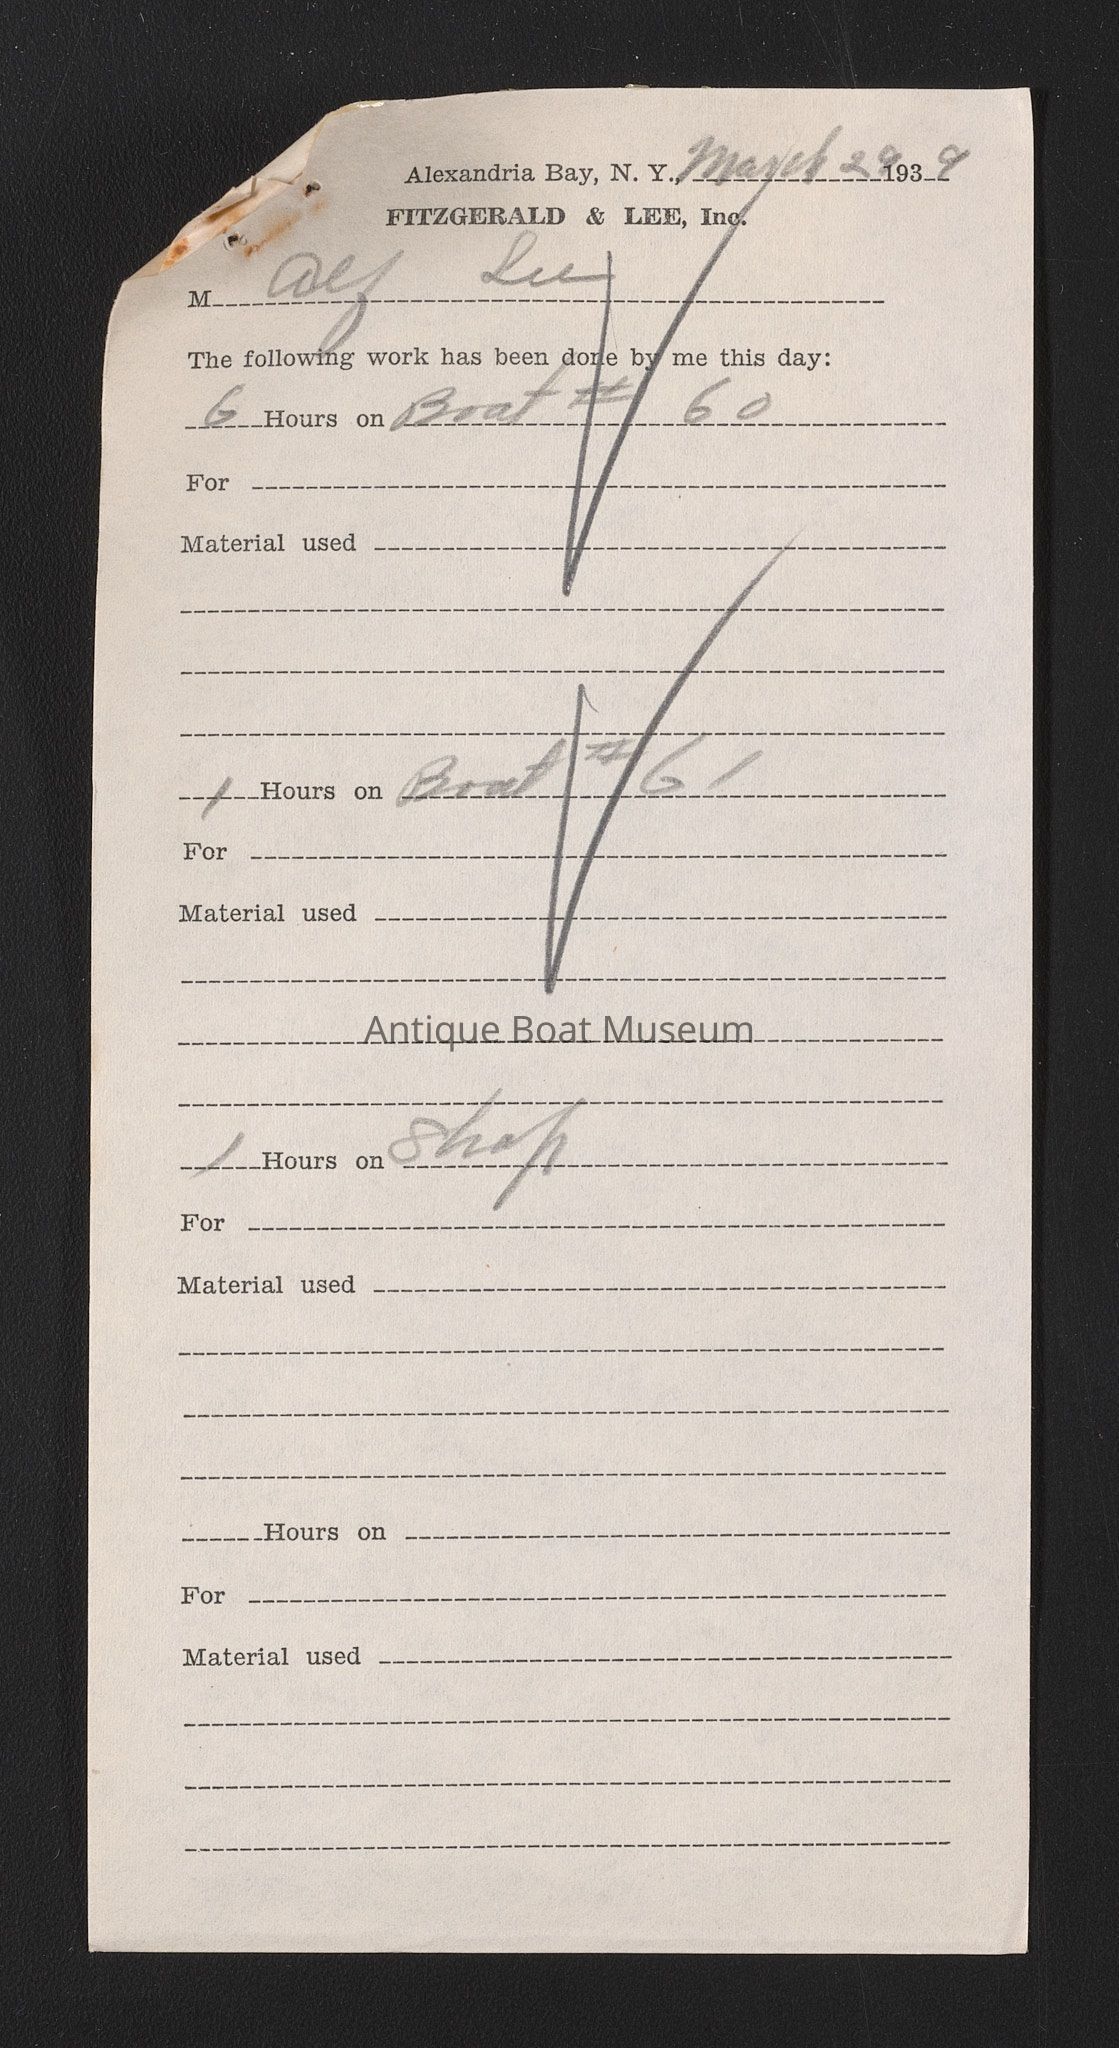 Alexandria Bay, N. Y., March 29 1939
FITZGERALD & LEE, Inc.
M Alf Lee
The following work has been done by me this day:
6 Hours on Boat # 60
For
Material used
1 Hours on Boat # 61
For
Material used
Antique Boat Museum
1 Hours on Shop
For
Material used
Hours on
For
Material used